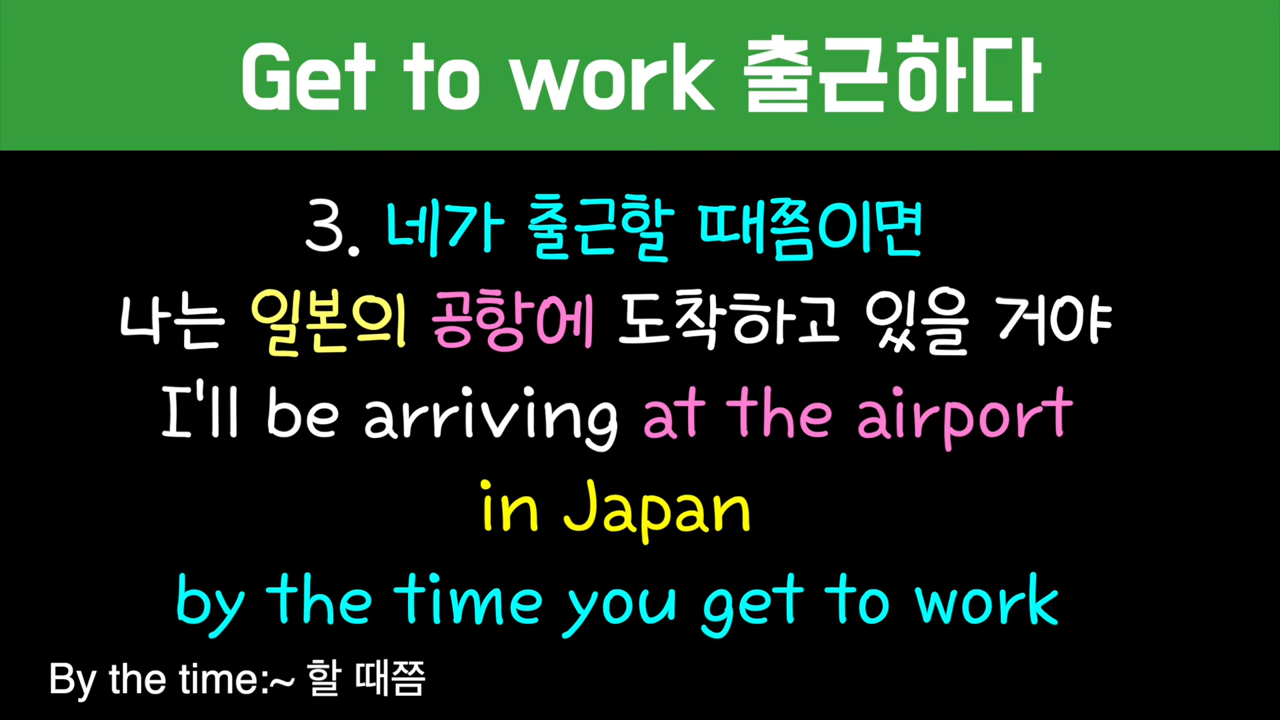 Get to work 출근하다
3. 네가 출근할 때쯤이면
나는 일본의 공항에 도착하고 있을 거야
I'll be arriving at the airport
in Japan
by the time you get to work
By the time:~ 할 때쯤